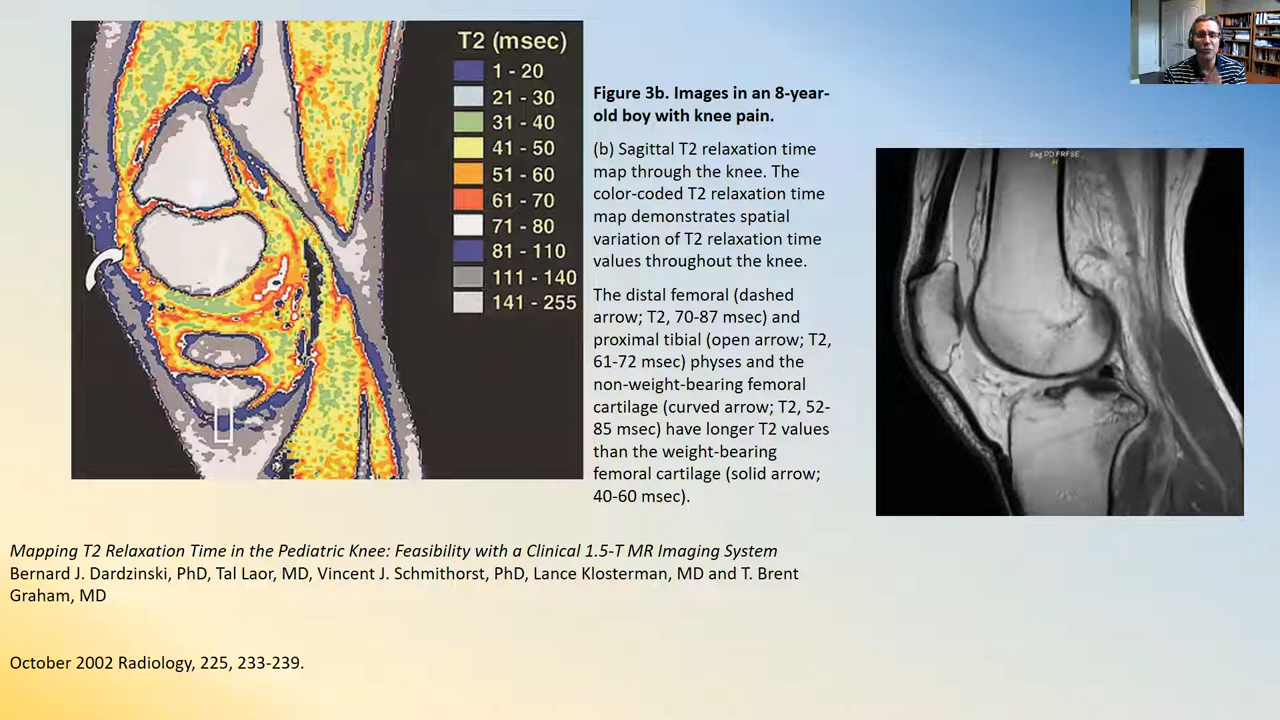 T2 (msec)
1 - 20
21 - 30
31 - 40
41 - 50
51 - 60
61 - 70
71 - 80
81 - 110
111 - 140
141 - 255
Figure 3b. Images in an 8-year-
old boy with knee pain.
(b) Sagittal T2 relaxation time
map through the knee. The
color-coded T2 relaxation time
map demonstrates spatial
variation of T2 relaxation time
values throughout the knee.
The distal femoral (dashed
arrow; T2, 70-87 msec) and
proximal tibial (open arrow; T2,
61-72 msec) physes and the
non-weight-bearing femoral
cartilage (curved arrow; T2, 52-
85 msec) have longer T2 values
than the weight-bearing
femoral cartilage (solid arrow;
40-60 msec).
Sag PD FRFSE
H
Mapping T2 Relaxation Time in the Pediatric Knee: Feasibility with a Clinical 1.5-T MR Imaging System
Bernard J. Dardzinski, PhD, Tal Laor, MD, Vincent J. Schmithorst, PhD, Lance Klosterman, MD and T. Brent
Graham, MD
October 2002 Radiology, 225, 233-239.